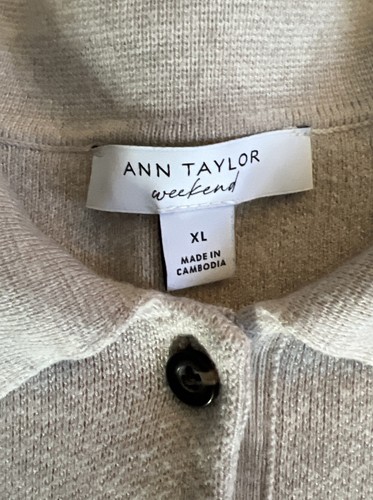 ANN TAYLOR
weekend
XL
MADE IN
CAMBODIA